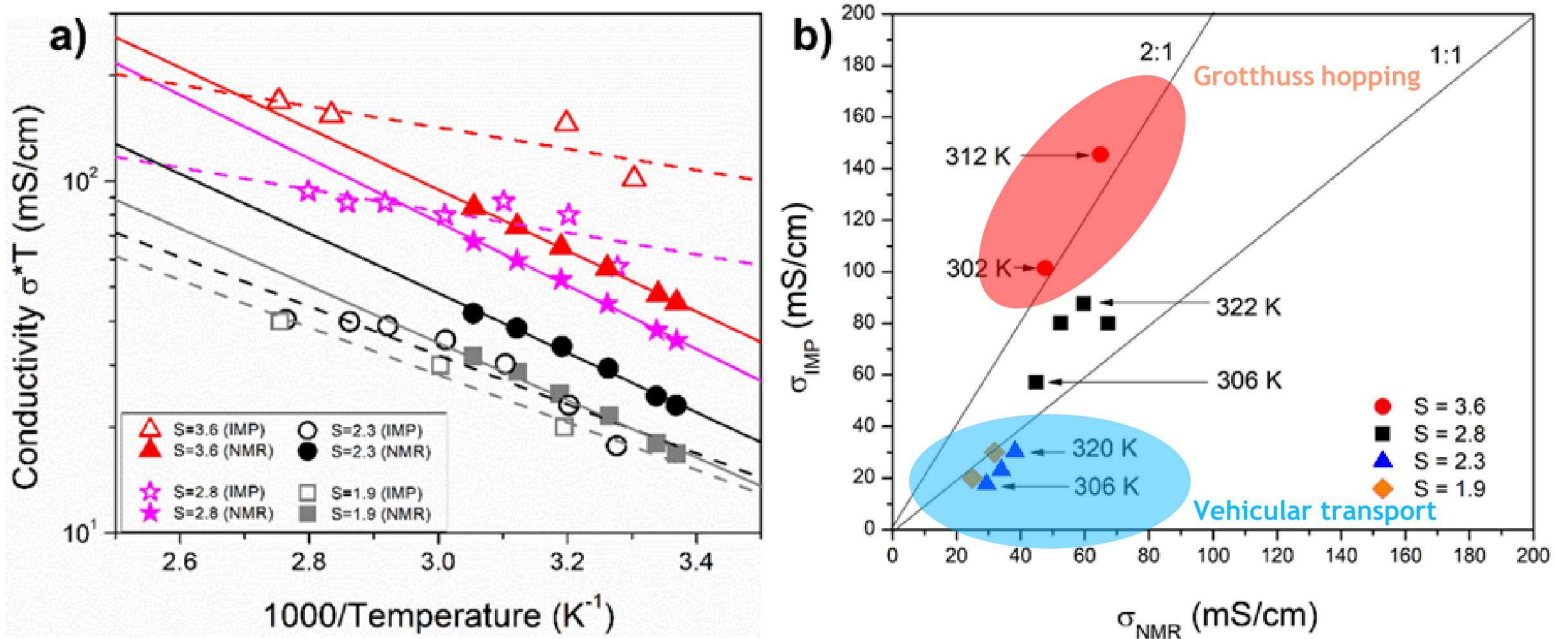 a)
Conductivity σ*T (mS/cm)
10²
10¹
2.6 2.8 3.0 3.2 3.4
1000/Temperature (K⁻¹)
S=3.6 (IMP)
S=3.6 (NMR)
S=2.8 (IMP)
S=2.8 (NMR)
S=2.3 (IMP)
S=2.3 (NMR)
S=1.9 (IMP)
S=1.9 (NMR)
b)
σIMP (mS/cm)
200
180
160
140
120
100
80
60
40
20
0
2:1
1:1
Grotthuss hopping
312 K
302 K
322 K
306 K
320 K
306 K
Vehicular transport
S = 3.6
S = 2.8
S = 2.3
S = 1.9
0 20 40 60 80 100 120 140 160 180 200
σNMR (mS/cm)